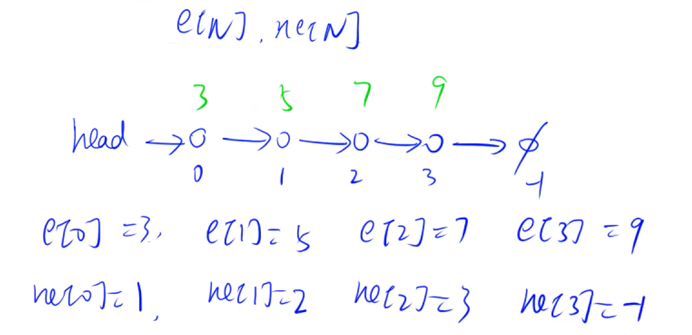 e[N], ne[N]
3 5 7 9
head → o → o → o → o → ∅
0 1 2 3 -1
e[0]=3, e[1]=5 e[2]=7 e[3]=9
ne[0]=1, ne[1]=2 ne[2]=3 ne[3]=-1